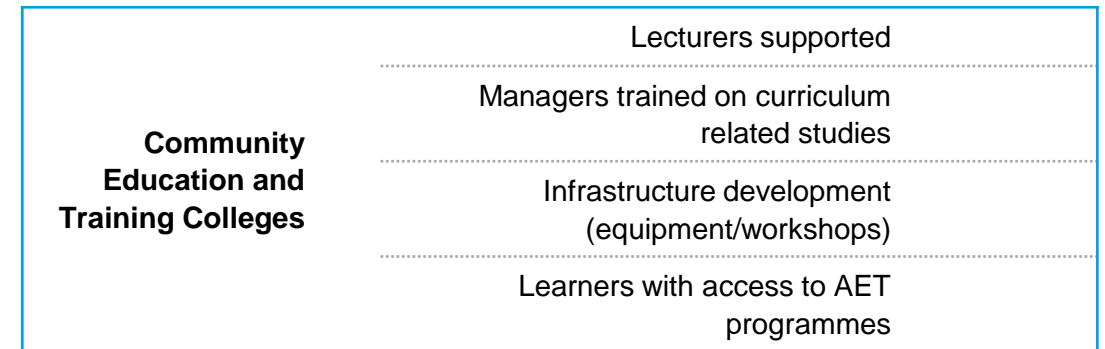 Community
Education and
Training Colleges
Lecturers supported
Managers trained on curriculum
related studies
Infrastructure development
(equipment/workshops)
Learners with access to AET
programmes